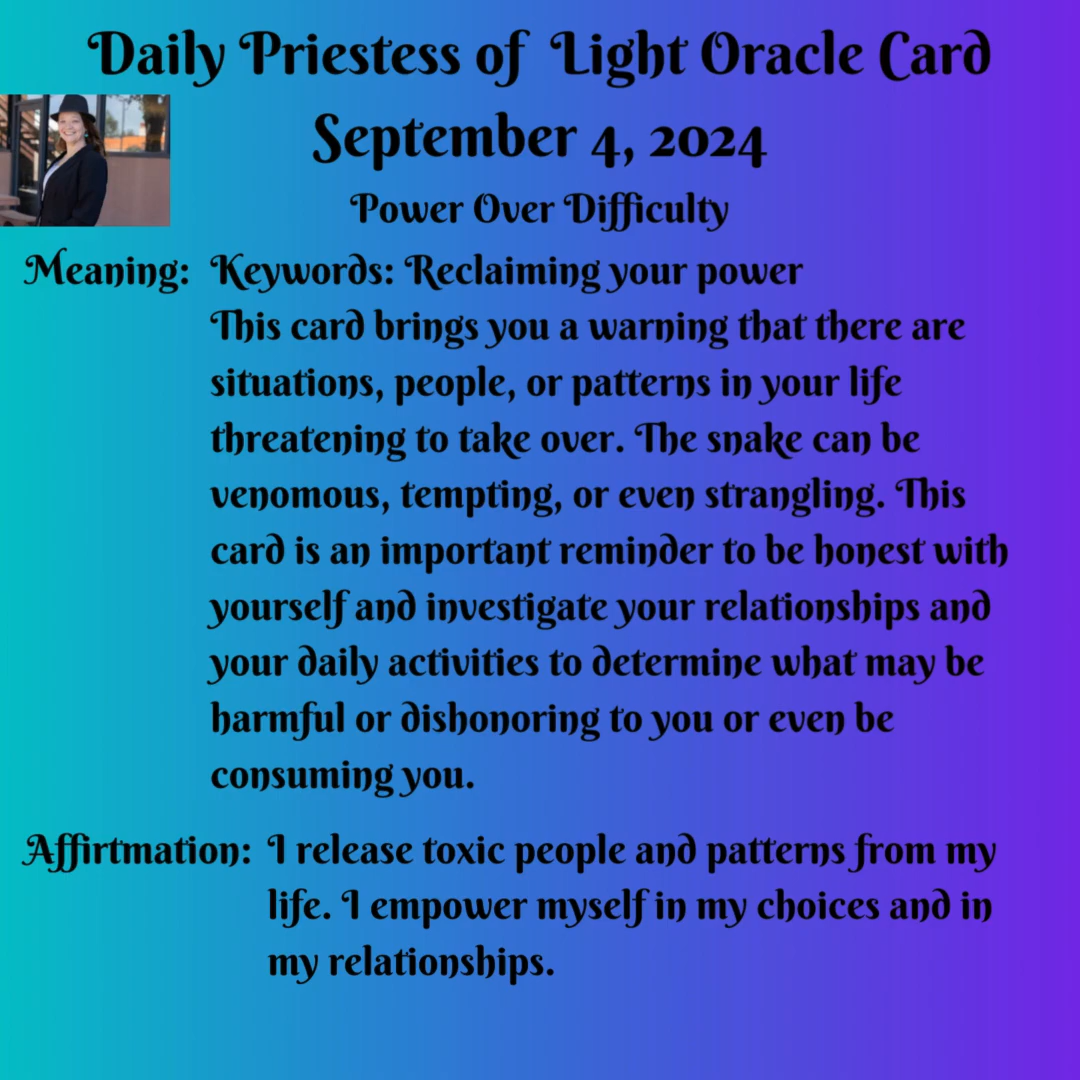 Daily Priestess of Light Oracle Card
September 4, 2024
Power Over Difficulty
Meaning: Keywords: Reclaiming your power
This card brings you a warning that there are
situations, people, or patterns in your life
threatening to take over. The snake can be
venomous, tempting, or even strangling. This
card is an important reminder to be honest with
yourself and investigate your relationships and
your daily activities to determine what may be
harmful or dishonoring to you or even be
consuming you.
Affirtmation: I release toxic people and patterns from my
life. I empower myself in my choices and in
my relationships.